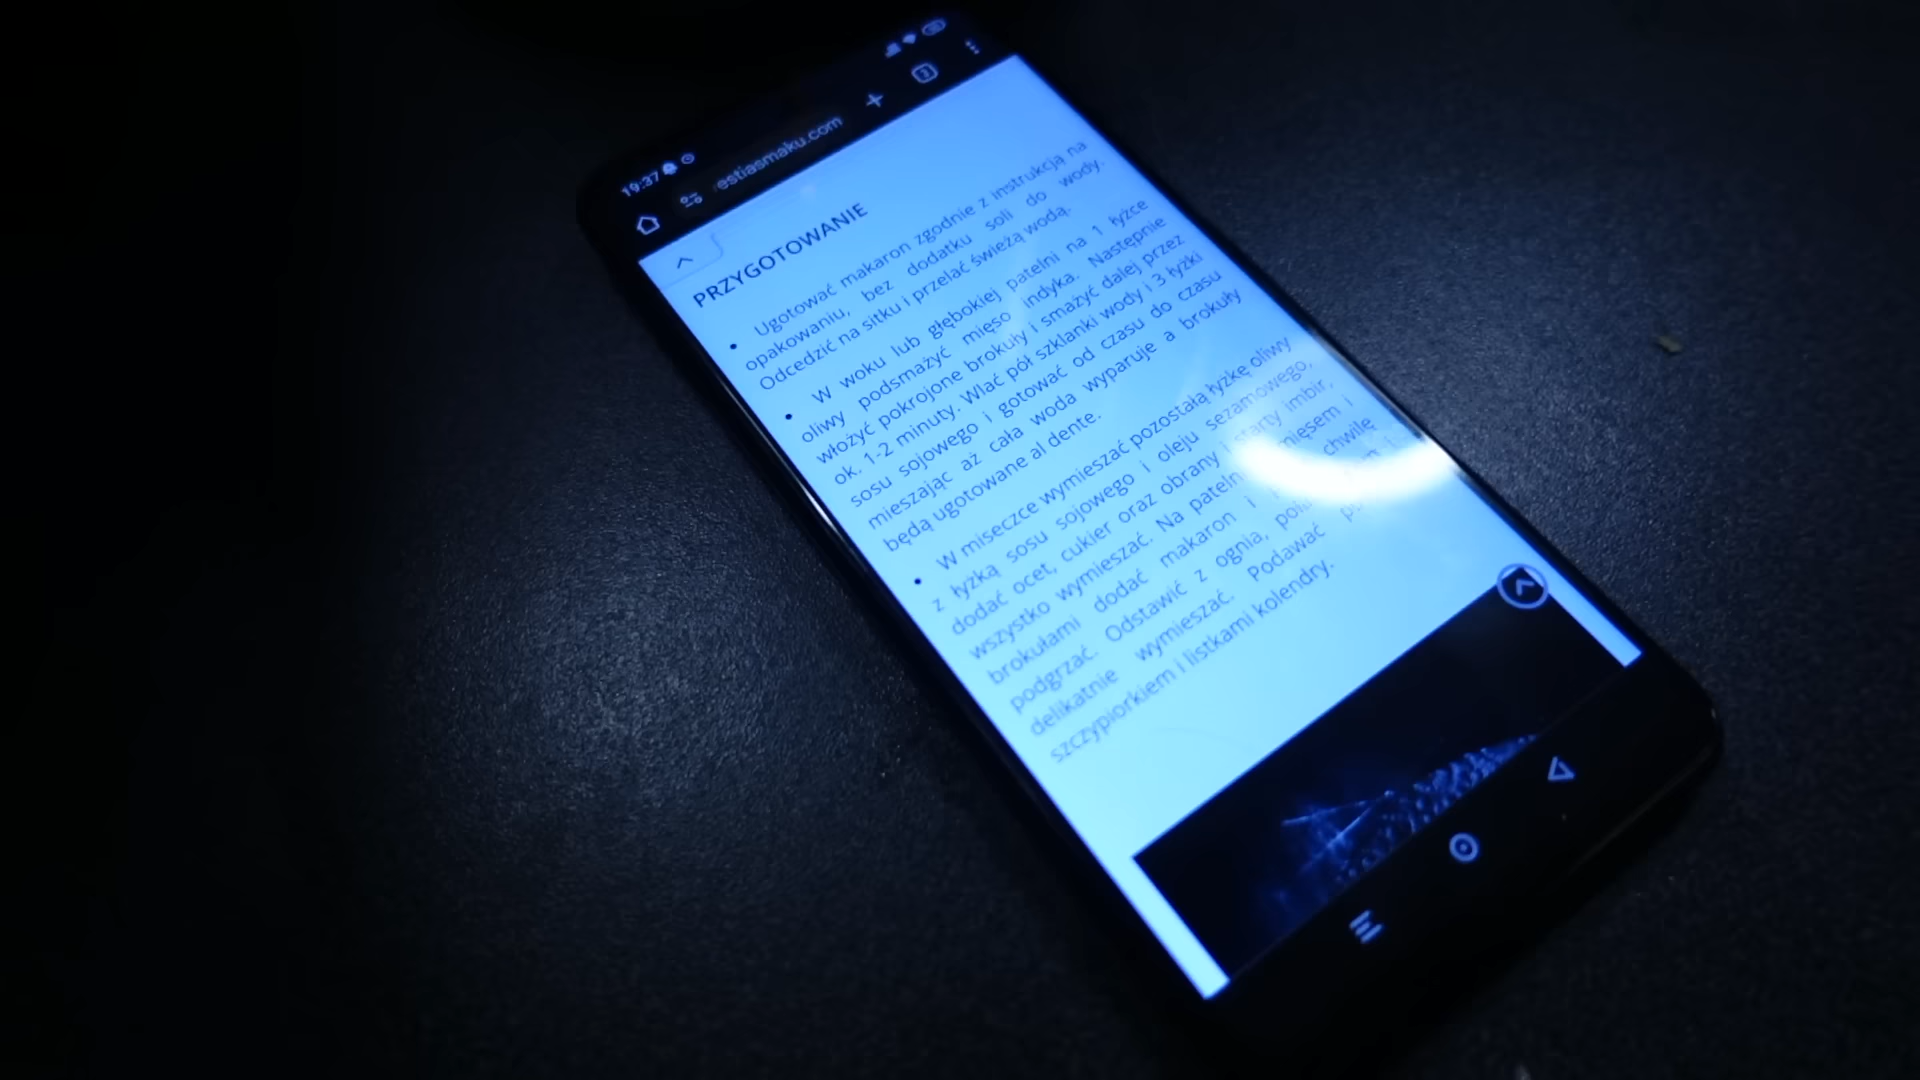 19:37
estiasmaku.com
3
PRZYGOTOWANIE
Ugotować makaron zgodnie z instrukcją na
opakowaniu, bez dodatku soli do wody.
Odcedzić na sitku i przelać świeżą wodą.
W woku lub głębokiej patelni na 1 łyżce
oliwy podsmażyć mięso indyka. Następnie
włożyć pokrojone brokuły i smażyć dalej przez
ok. 1-2 minuty. Wlać pół szklanki wody i 3 łyżki
sosu sojowego i gotować od czasu do czasu
mieszając aż cała woda wyparuje a brokuły
będą ugotowane al dente.
W miseczce wymieszać pozostałą łyżkę oliwy
z łyżką sosu sojowego i oleju sezamowego,
dodać ocet, cukier oraz obrany i starty imbir,
wszystko wymieszać. Na patelnię mięsem i
brokułami dodać makaron i chwilę
podgrzać. Odstawić z ognia,
delikatnie wymieszać. Podawać
szczypiorkiem i listkami kolendry.